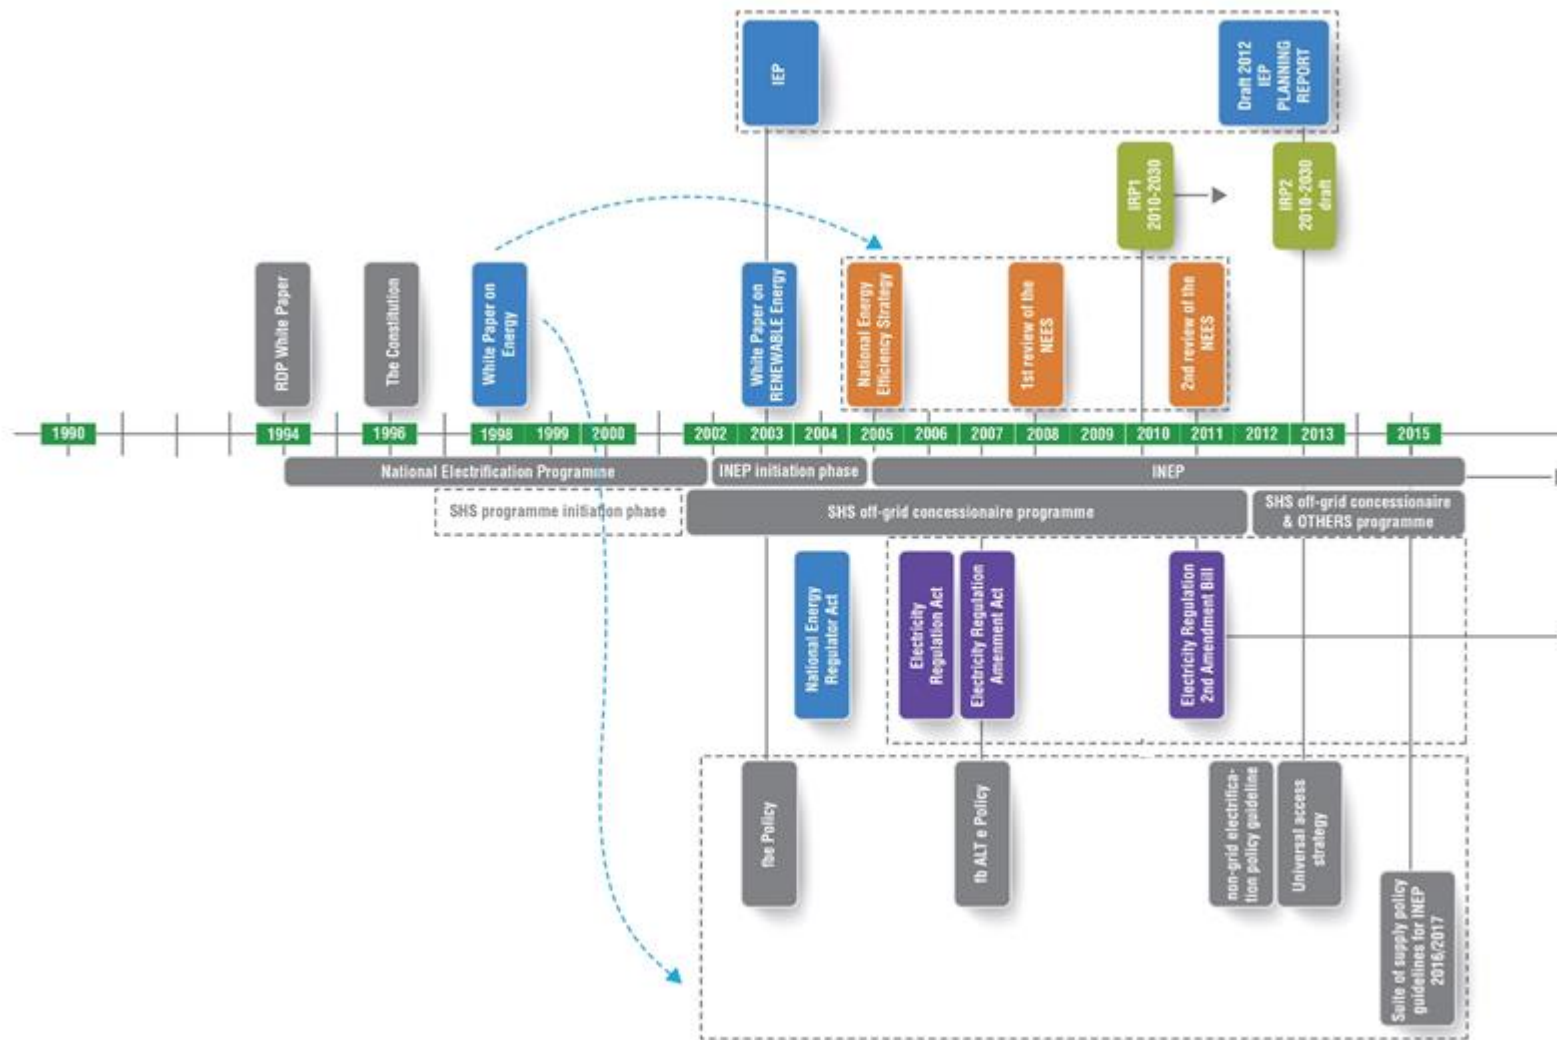 IEP
Draft 2012
IEP
PLANNING
REPORT
IRP1
2010-2030
IRP2
2010-2030
draft
RDP White Paper
The Constitution
White Paper on
Energy
White Paper on
RENEWABLE Energy
National Energy
Efficiency Strategy
1st review of the
NEES
2nd review of the
NEES
1990
1994
1996
1998
1999
2000
2002
2003
2004
2005
2006
2007
2008
2009
2010
2011
2012
2013
2015
National Electrification Programme
INEP initiation phase
INEP
SHS programme initiation phase
SHS off-grid concessionaire programme
SHS off-grid concessionaire
& OTHERS programme
National Energy
Regulator Act
Electricity
Regulation Act
Electricity Regulation
Amenment Act
Electricity Regulation
2nd Amendment Bill
fbe Policy
fb ALT e Policy
non-grid electrifica-
tion policy guideline
Universal access
strategy
Suite of supply policy
guidelines for INEP
2016/2017